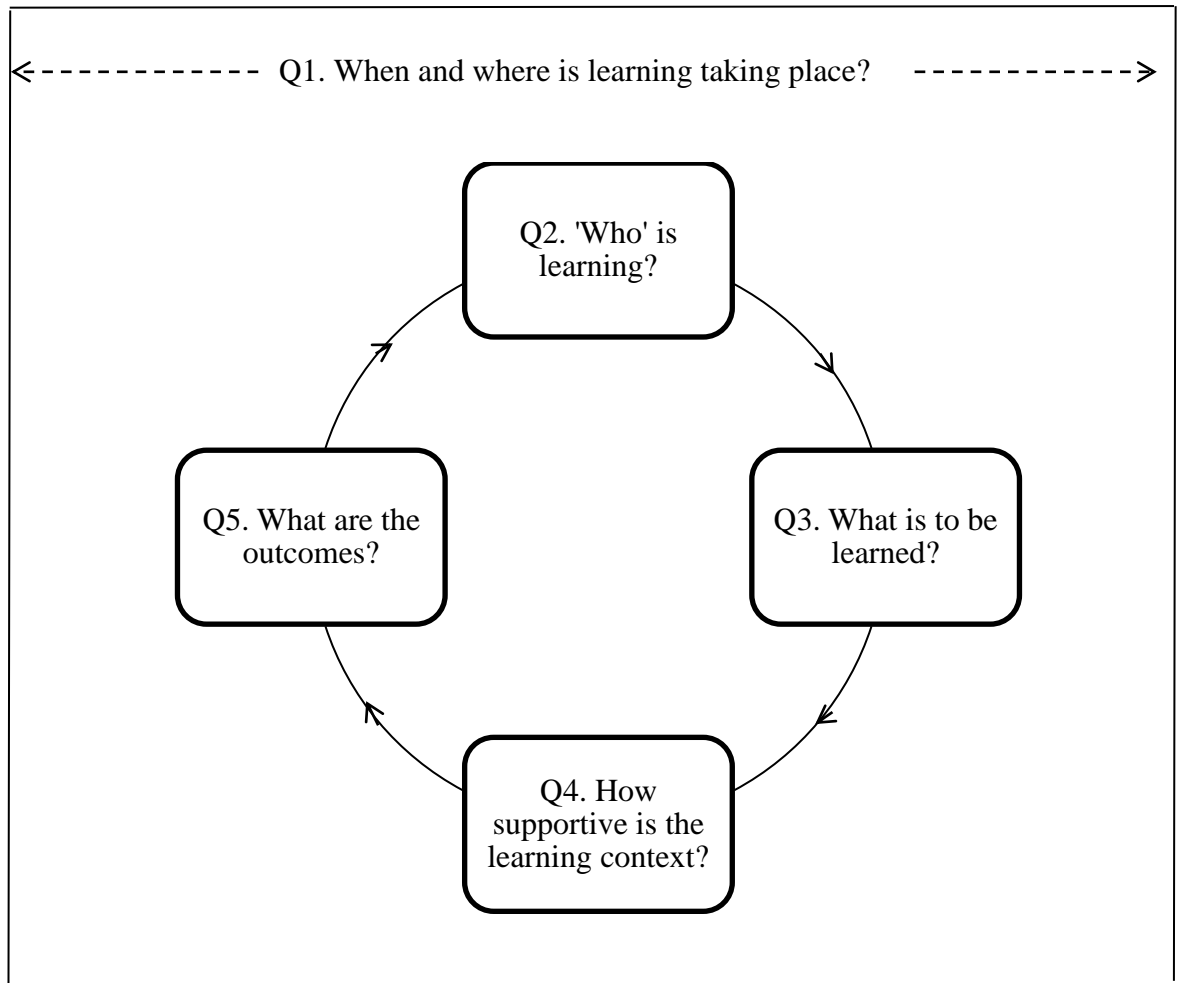 Q1. When and where is learning taking place?
Q2. 'Who' is
learning?
Q3. What is to be
learned?
Q4. How
supportive is the
learning context?
Q5. What are the
outcomes?